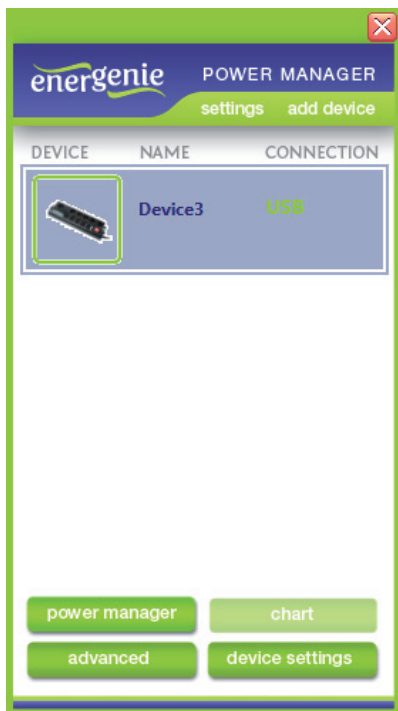 energenie POWER MANAGER
settings add device
DEVICE NAME CONNECTION
Device3 USB
power manager chart
advanced device settings